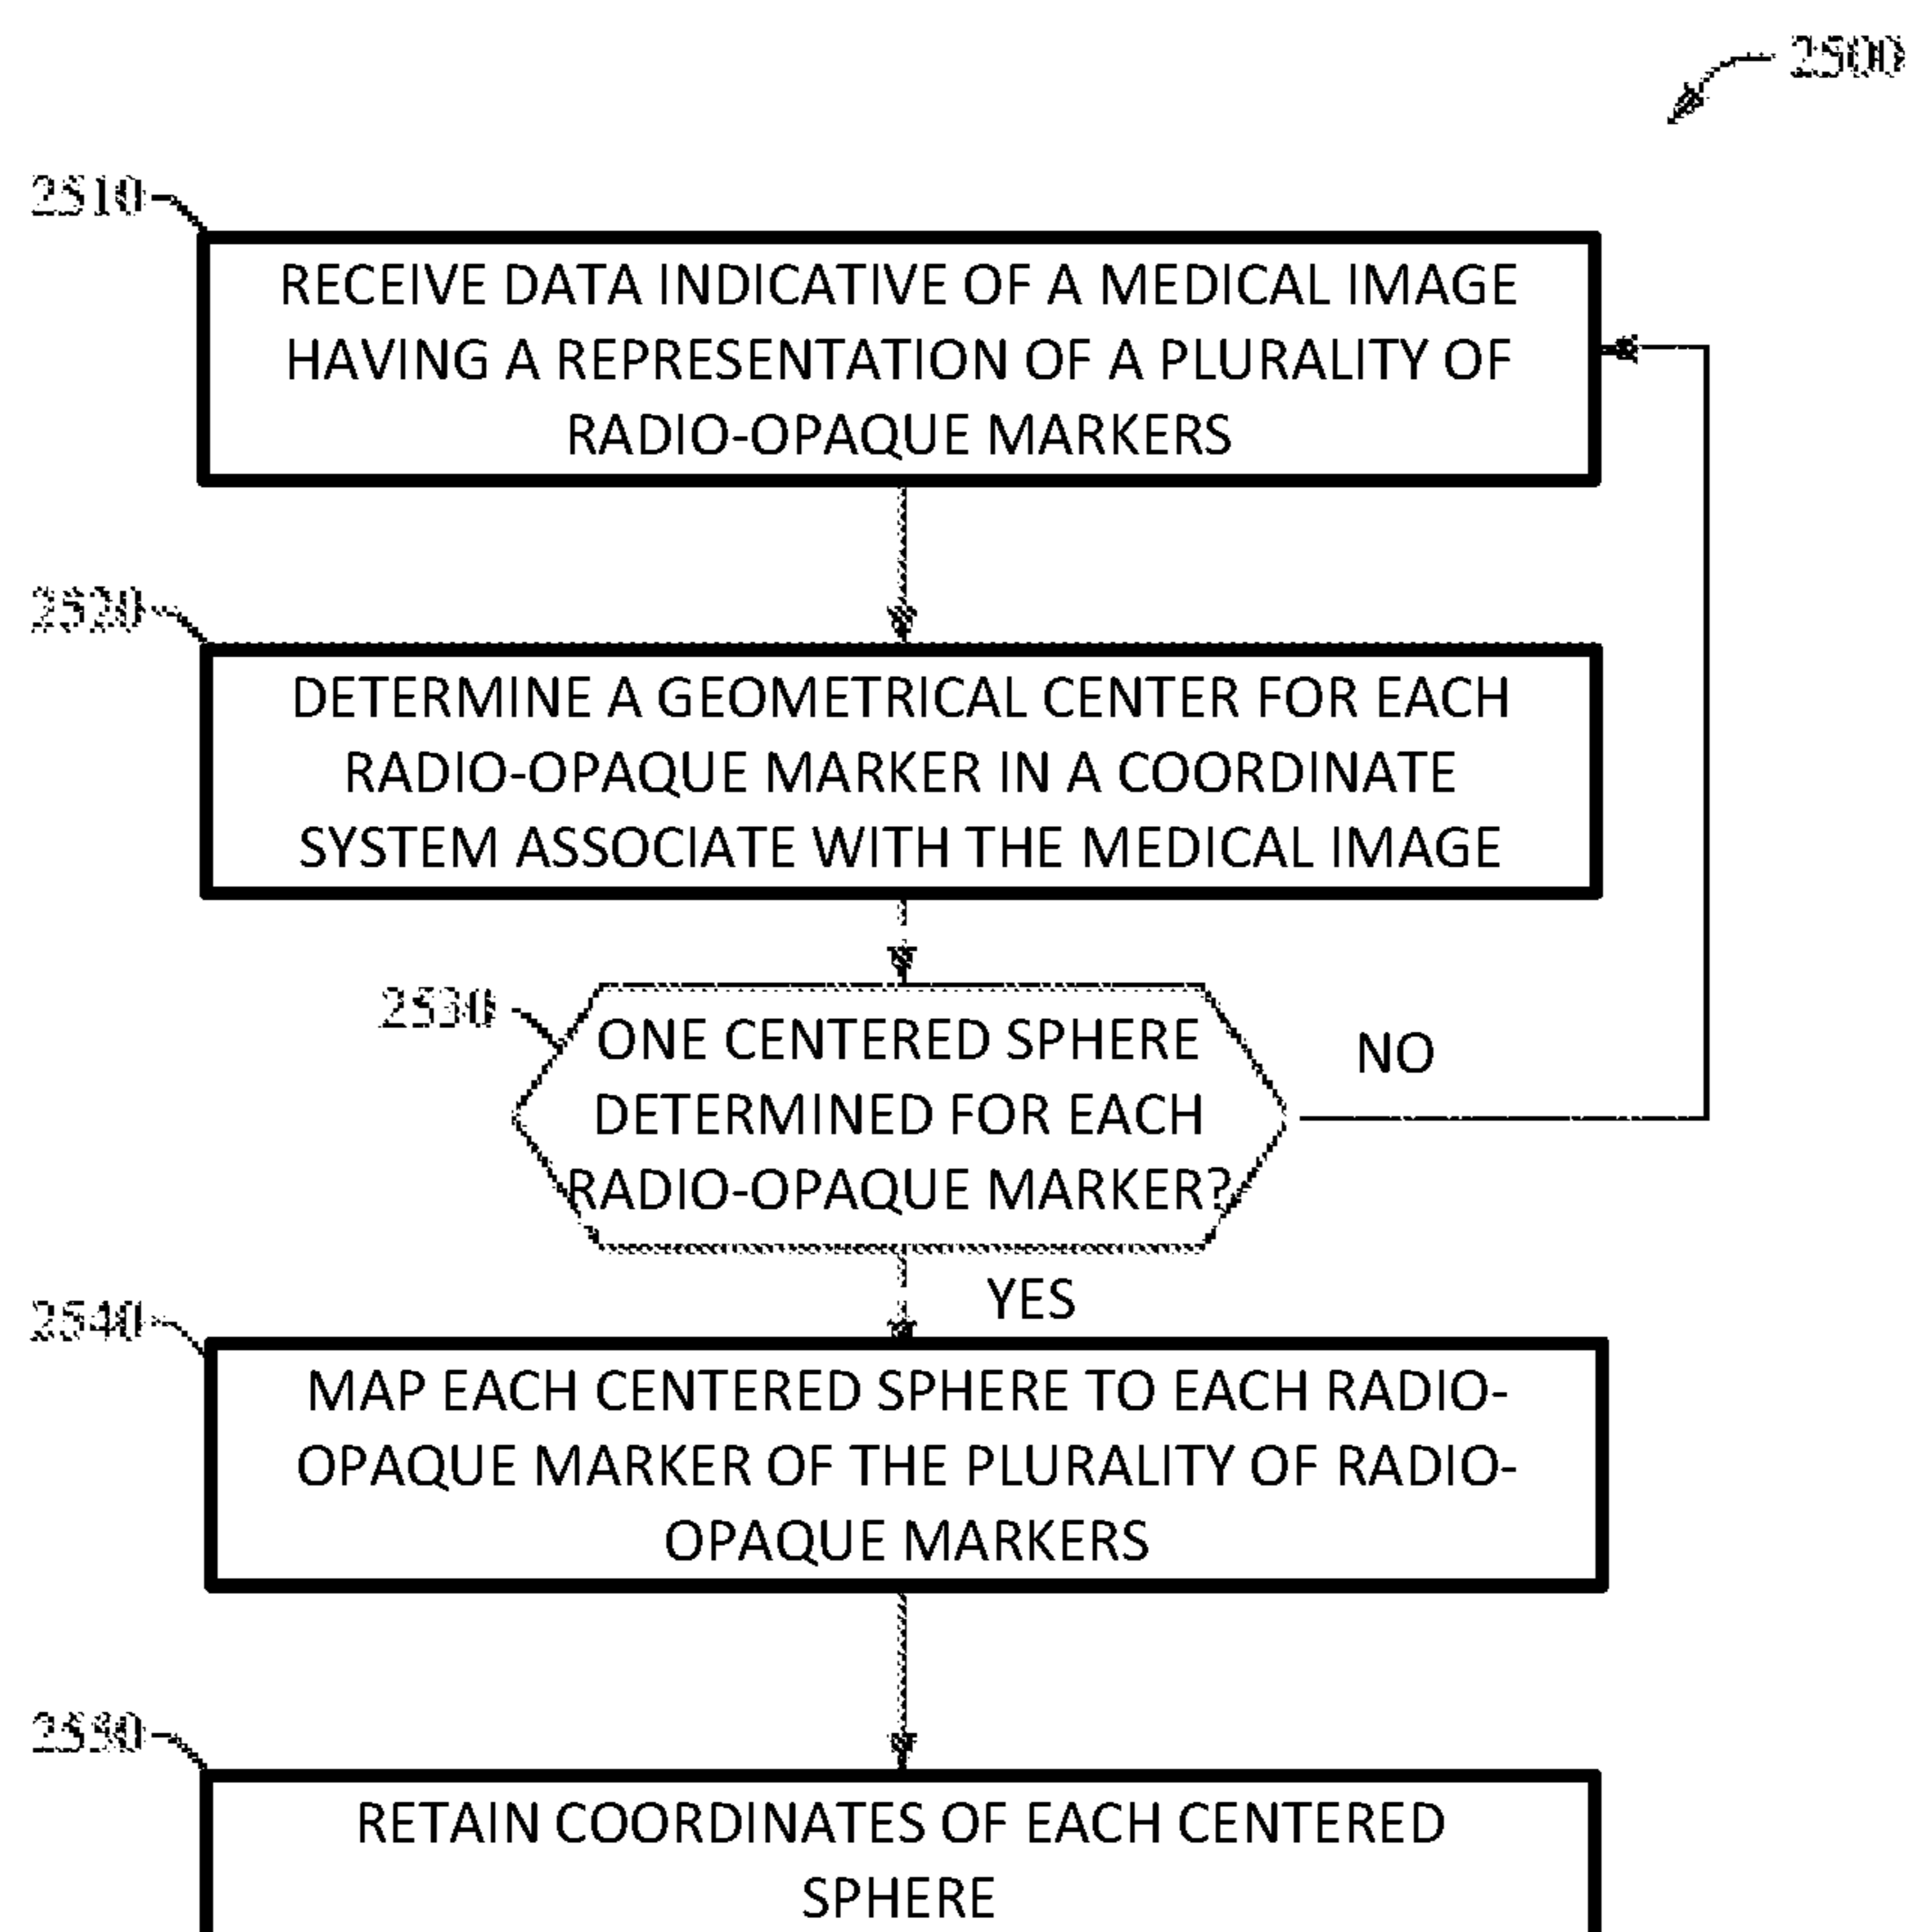 2500
2510
RECEIVE DATA INDICATIVE OF A MEDICAL IMAGE
HAVING A REPRESENTATION OF A PLURALITY OF
RADIO-OPAQUE MARKERS
2520
DETERMINE A GEOMETRICAL CENTER FOR EACH
RADIO-OPAQUE MARKER IN A COORDINATE
SYSTEM ASSOCIATE WITH THE MEDICAL IMAGE
2530
ONE CENTERED SPHERE
DETERMINED FOR EACH
RADIO-OPAQUE MARKER?
NO
YES
2540
MAP EACH CENTERED SPHERE TO EACH RADIO-
OPAQUE MARKER OF THE PLURALITY OF RADIO-
OPAQUE MARKERS
2550
RETAIN COORDINATES OF EACH CENTERED
SPHERE